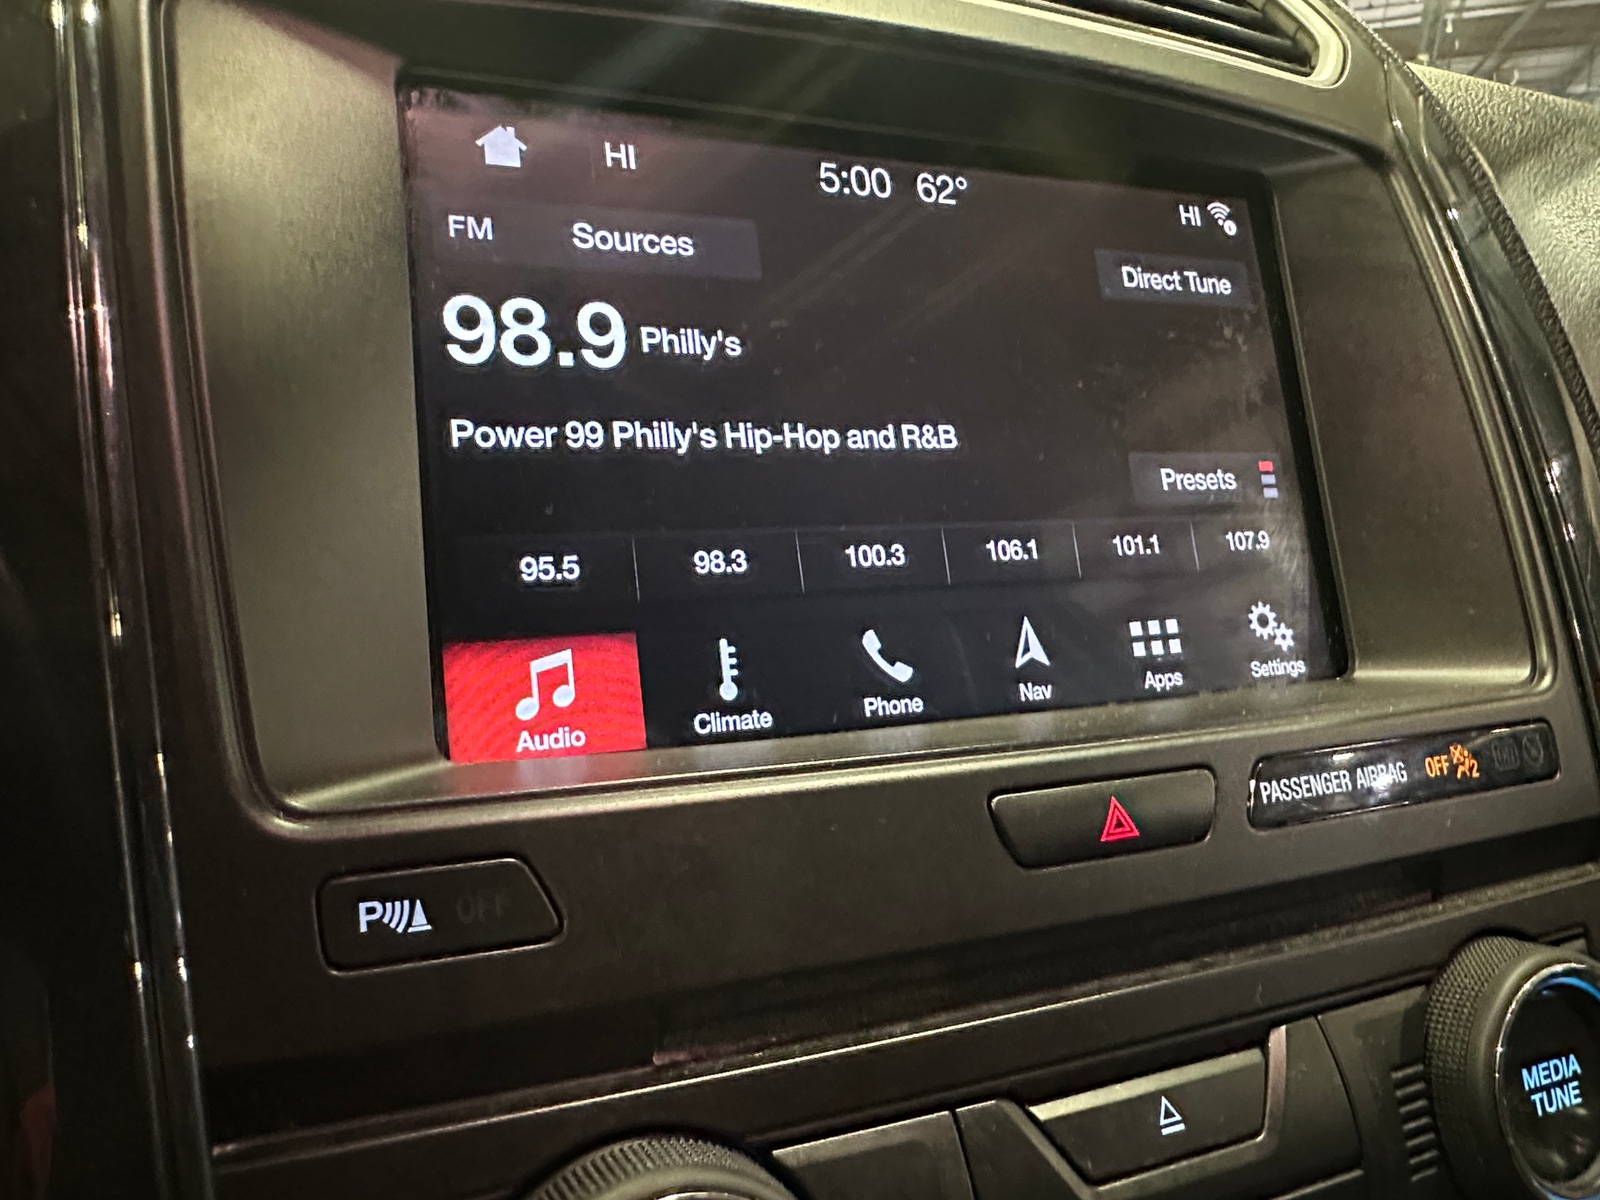 HI 5:00 62° HI
FM Sources Direct Tune
98.9 Philly's
Power 99 Philly's Hip-Hop and R&B
Presets
95.5 98.3 100.3 106.1 101.1 107.9
Audio Climate Phone Nav Apps Settings
PASSENGER AIRBAG OFF 2
P OFF
MEDIA
TUNE